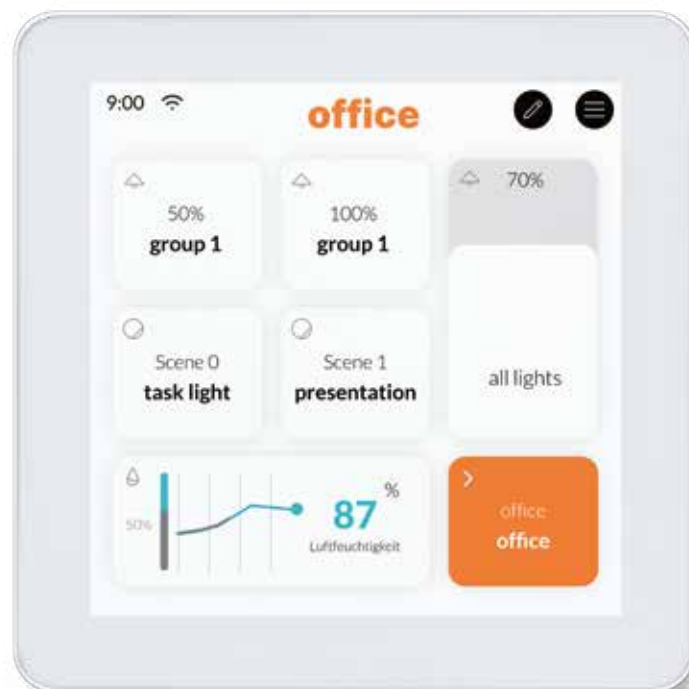 9:00
office
50%
group 1
100%
group 1
70%
all lights
Scene 0
task light
Scene 1
presentation
50%
87 %
Luftfeuchtigkeit
office
office